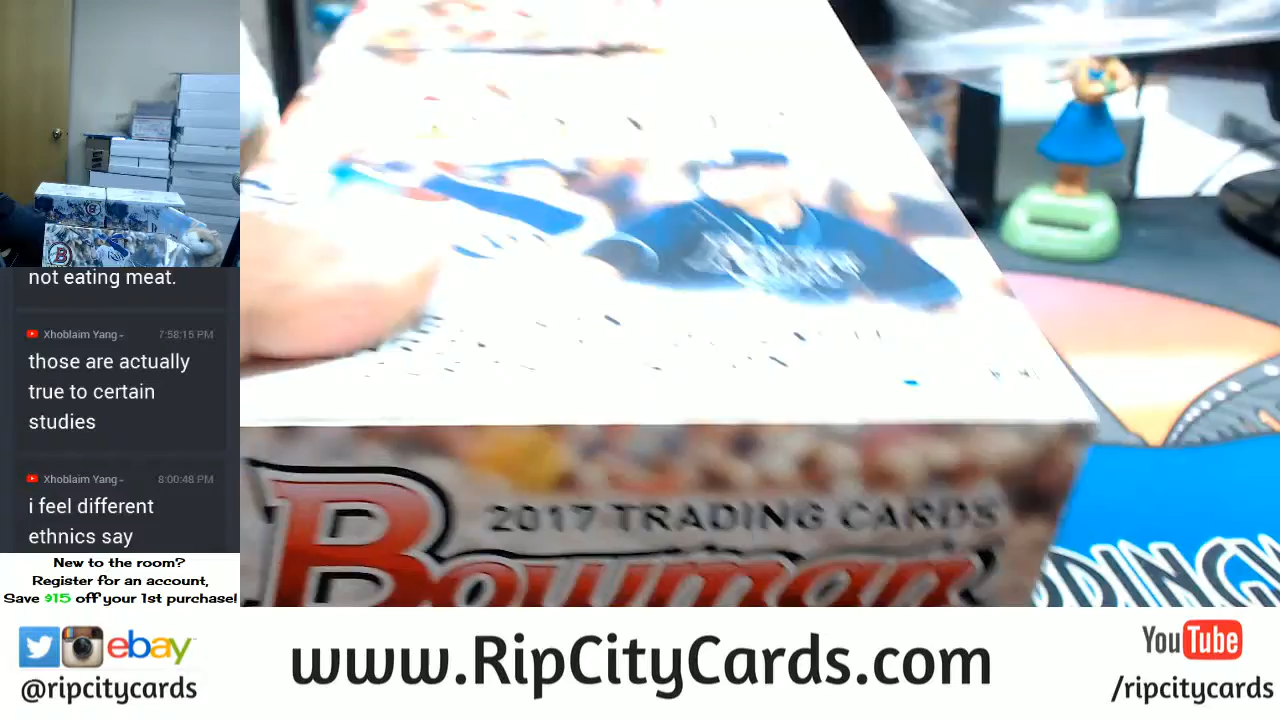 not eating meat.
Xhoblaim Yang
7:58:15 PM
those are actually
true to certain
studies
Xhoblaim Yang
8:00:48 PM
i feel different
ethnics say
New to the room?
Register for an account,
Save $15 off your 1st purchase!
2017 TRADING CARDS
Bowman
ebay
@ripcitycards
www.RipCityCards.com
YouTube
/ripcitycards